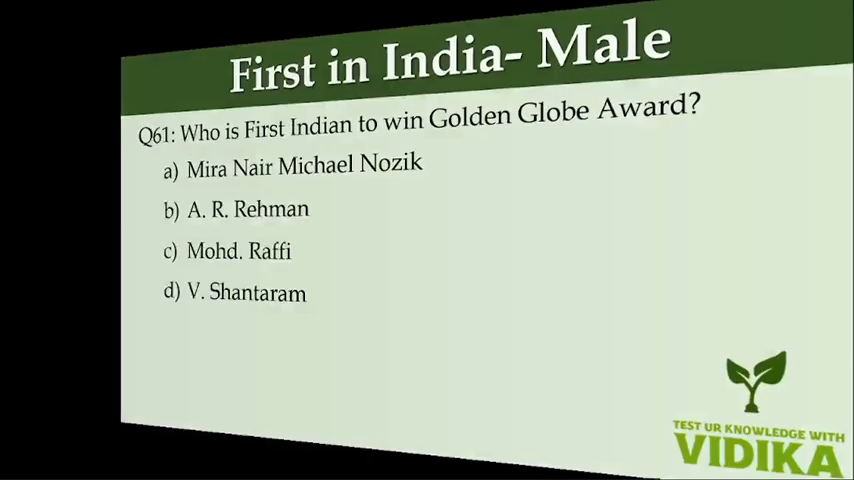 First in India- Male
Q61: Who is First Indian to win Golden Globe Award?
a) Mira Nair Michael Nozik
b) A. R. Rehman
c) Mohd. Raffi
d) V. Shantaram
TEST UR KNOWLEDGE WITH
VIDIKA